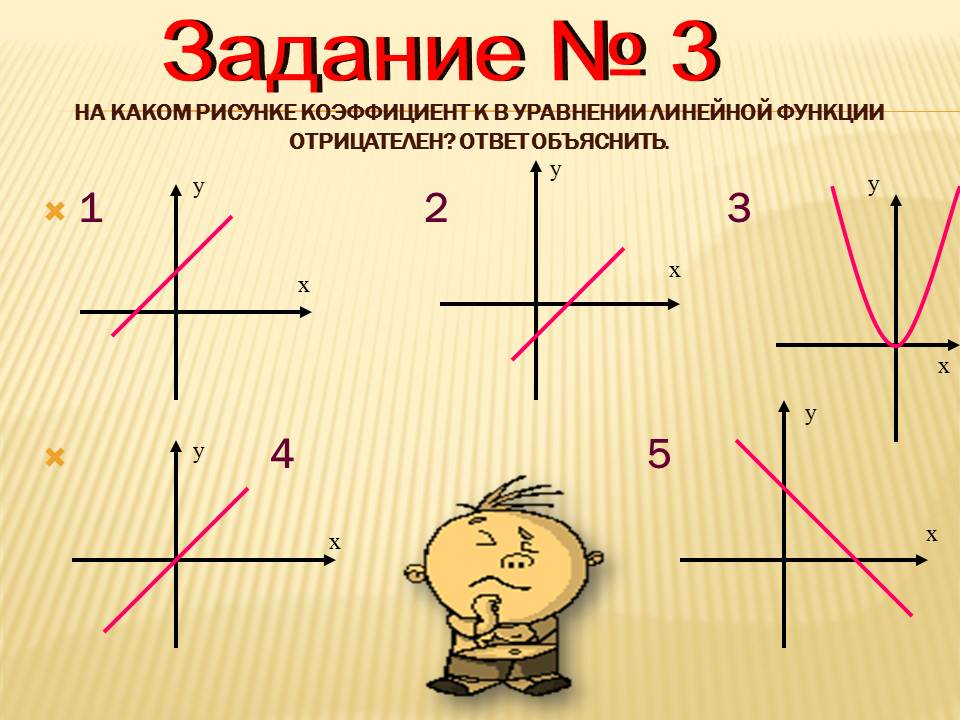 Задание № 3
НА КАКОМ РИСУНКЕ КОЭФФИЦИЕНТ К В УРАВНЕНИИ ЛИНЕЙНОЙ ФУНКЦИИ
ОТРИЦАТЕЛЕН? ОТВЕТ ОБЪЯСНИТЬ.
1 2 3
у у у
х х х
4 5
у у
х х